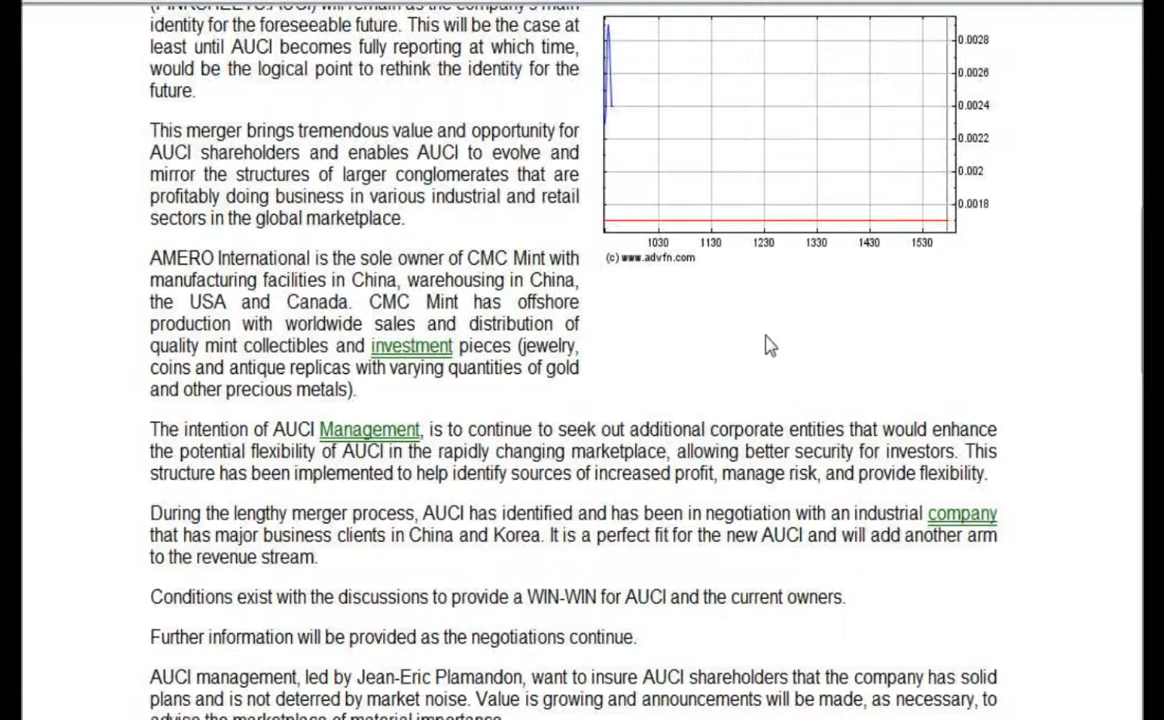 (PINKSHEETS:AUCI) will remain as the company's main
identity for the foreseeable future. This will be the case at
least until AUCI becomes fully reporting at which time,
would be the logical point to rethink the identity for the
future.
This merger brings tremendous value and opportunity for
AUCI shareholders and enables AUCI to evolve and
mirror the structures of larger conglomerates that are
profitably doing business in various industrial and retail
sectors in the global marketplace.
AMERO International is the sole owner of CMC Mint with
manufacturing facilities in China, warehousing in China,
the USA and Canada. CMC Mint has offshore
production with worldwide sales and distribution of
quality mint collectibles and investment pieces (jewelry,
coins and antique replicas with varying quantities of gold
and other precious metals).
0.0028
0.0026
0.0024
0.0022
0.002
0.0018
1030 1130 1230 1330 1430 1530
(c) www.advfn.com
The intention of AUCI Management, is to continue to seek out additional corporate entities that would enhance
the potential flexibility of AUCI in the rapidly changing marketplace, allowing better security for investors. This
structure has been implemented to help identify sources of increased profit, manage risk, and provide flexibility.
During the lengthy merger process, AUCI has identified and has been in negotiation with an industrial company
that has major business clients in China and Korea. It is a perfect fit for the new AUCI and will add another arm
to the revenue stream.
Conditions exist with the discussions to provide a WIN-WIN for AUCI and the current owners.
Further information will be provided as the negotiations continue.
AUCI management, led by Jean-Eric Plamandon, want to insure AUCI shareholders that the company has solid
plans and is not deterred by market noise. Value is growing and announcements will be made, as necessary, to
advise the marketplace of material importance.